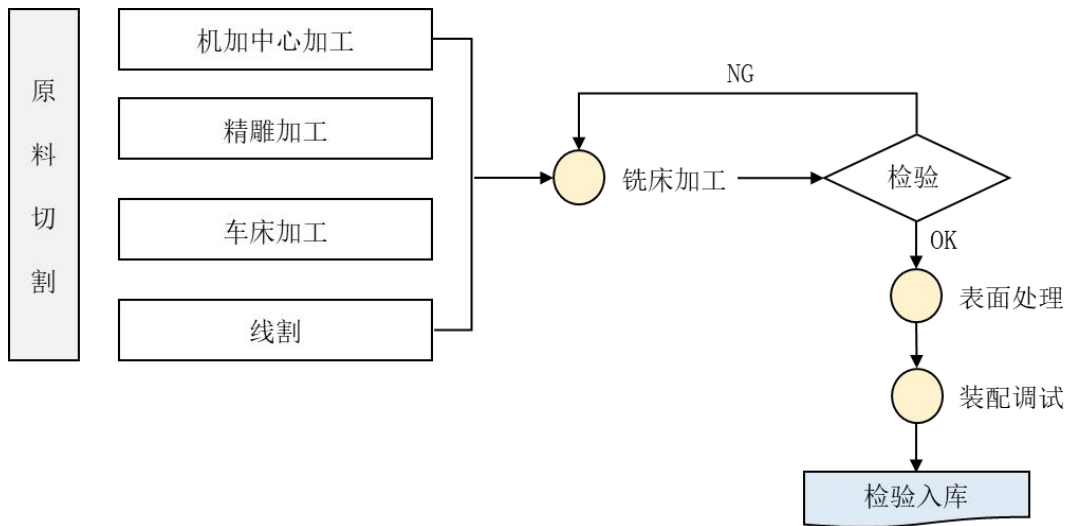 原料切割
机加中心加工
精雕加工
车床加工
线割
NG
铣床加工
检验
OK
表面处理
装配调试
检验入库